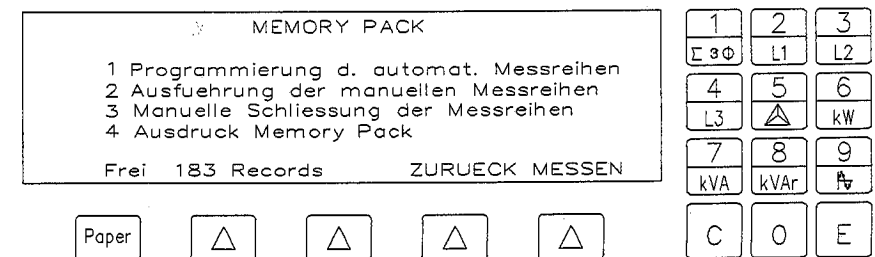 MEMORY PACK
1 Programmierung d. automat. Messreihen
2 Ausfuehrung der manuellen Messreihen
3 Manuelle Schliessung der Messreihen
4 Ausdruck Memory Pack
Frei 183 Records ZURUECK MESSEN
Paper
1 2 3
Σ 3Φ L1 L2
4 5 6
L3 kW
7 8 9
kVA kVAr
C 0 E